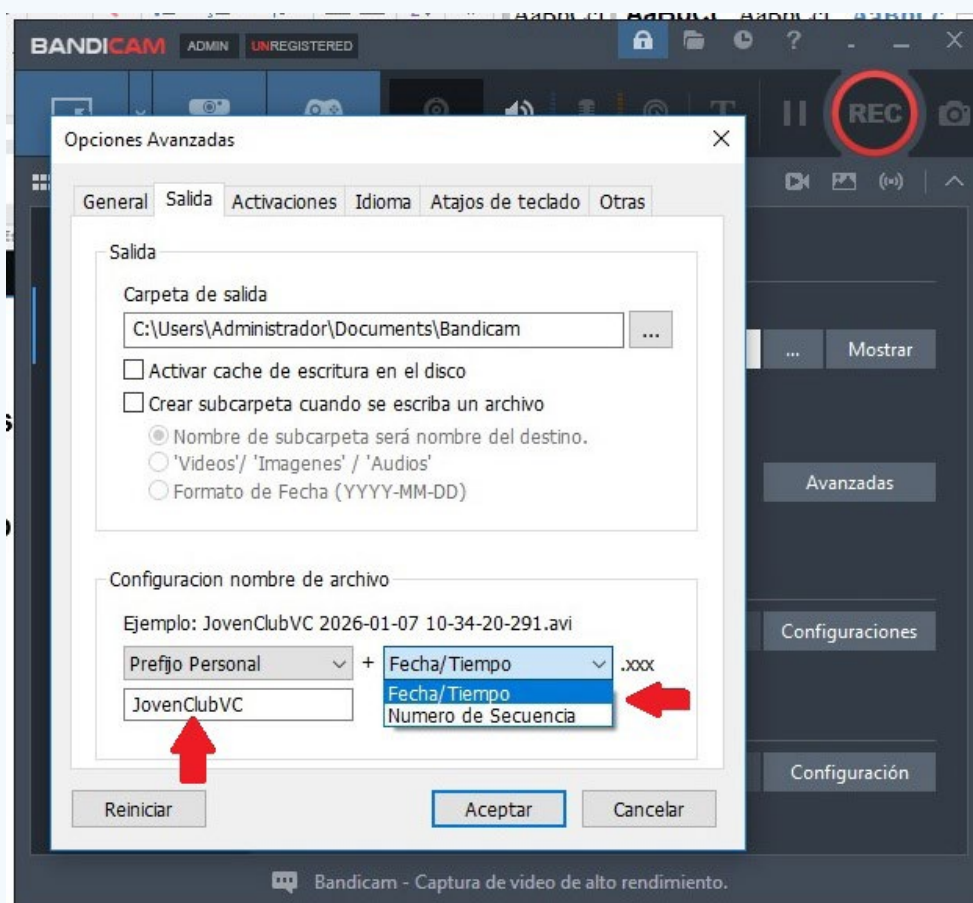 AaBbCcI AaBbCcI AaBbCcI AaBbCc
BANDICAM ADMIN UNREGISTERED
REC
Opciones Avanzadas
General Salida Activaciones Idioma Atajos de teclado Otras
Salida
Carpeta de salida
C:\Users\Administrador\Documents\Bandicam ...
... Mostrar
Activar cache de escritura en el disco
Crear subcarpeta cuando se escriba un archivo
Nombre de subcarpeta será nombre del destino.
'Videos'/ 'Imagenes' / 'Audios'
Formato de Fecha (YYYY-MM-DD)
Avanzadas
Configuracion nombre de archivo
Ejemplo: JovenClubVC 2026-01-07 10-34-20-291.avi
Configuraciones
Prefijo Personal + Fecha/Tiempo .xxx
Fecha/Tiempo
JovenClubVC
Numero de Secuencia
Configuración
Reiniciar Aceptar Cancelar
Bandicam - Captura de video de alto rendimiento.